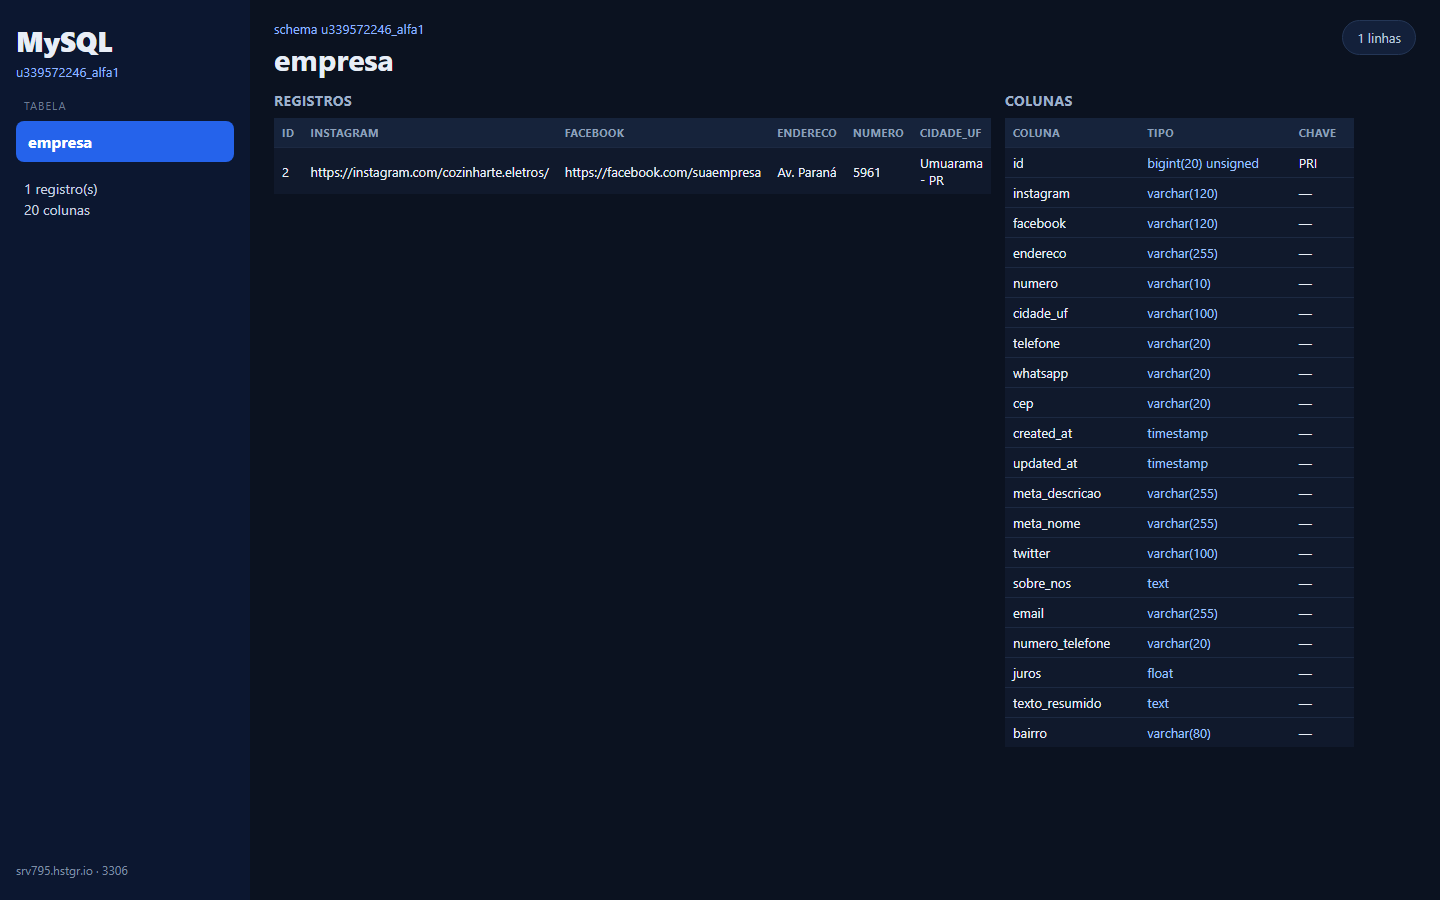 MySQL
u339572246_alfa1
TABELA
empresa
1 registro(s)
20 colunas
srv795.hstgr.io · 3306
schema u339572246_alfa1
empresa
1 linhas
REGISTROS
ID INSTAGRAM FACEBOOK ENDERECO NUMERO CIDADE_UF
2 https://instagram.com/cozinharte.eletros/ https://facebook.com/suaempresa Av. Paraná 5961 Umuarama
- PR
COLUNAS
COLUNA TIPO CHAVE
id bigint(20) unsigned PRI
instagram varchar(120) —
facebook varchar(120) —
endereco varchar(255) —
numero varchar(10) —
cidade_uf varchar(100) —
telefone varchar(20) —
whatsapp varchar(20) —
cep varchar(20) —
created_at timestamp —
updated_at timestamp —
meta_descricao varchar(255) —
meta_nome varchar(255) —
twitter varchar(100) —
sobre_nos text —
email varchar(255) —
numero_telefone varchar(20) —
juros float —
texto_resumido text —
bairro varchar(80) —